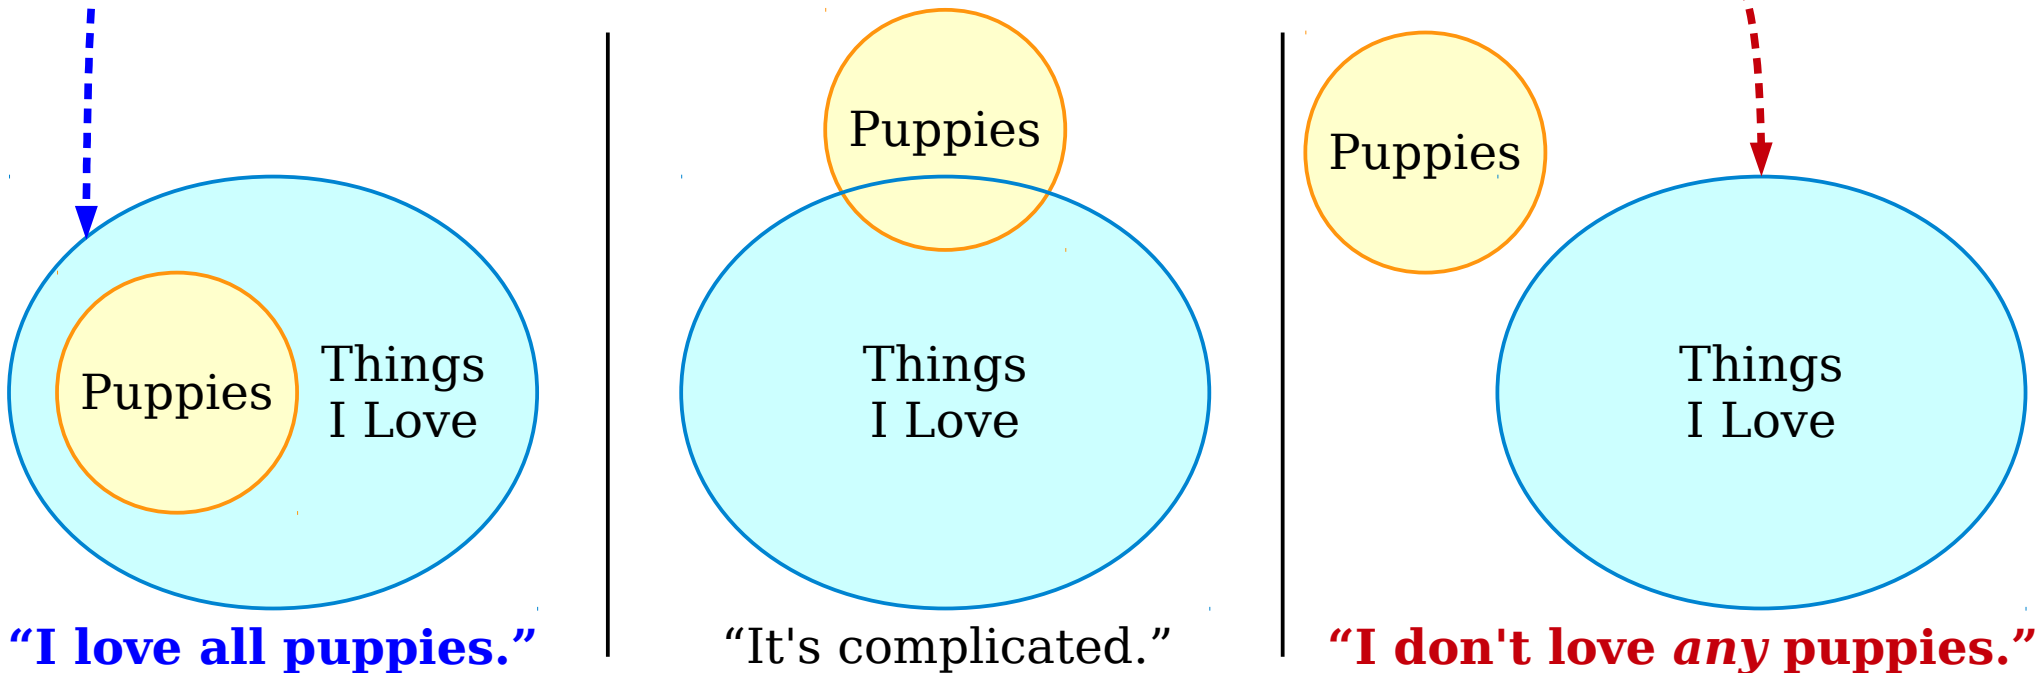 Puppies
Things
I Love
“I love all puppies.”
Puppies
Things
I Love
“It's complicated.”
Puppies
Things
I Love
“I don't love any puppies.”